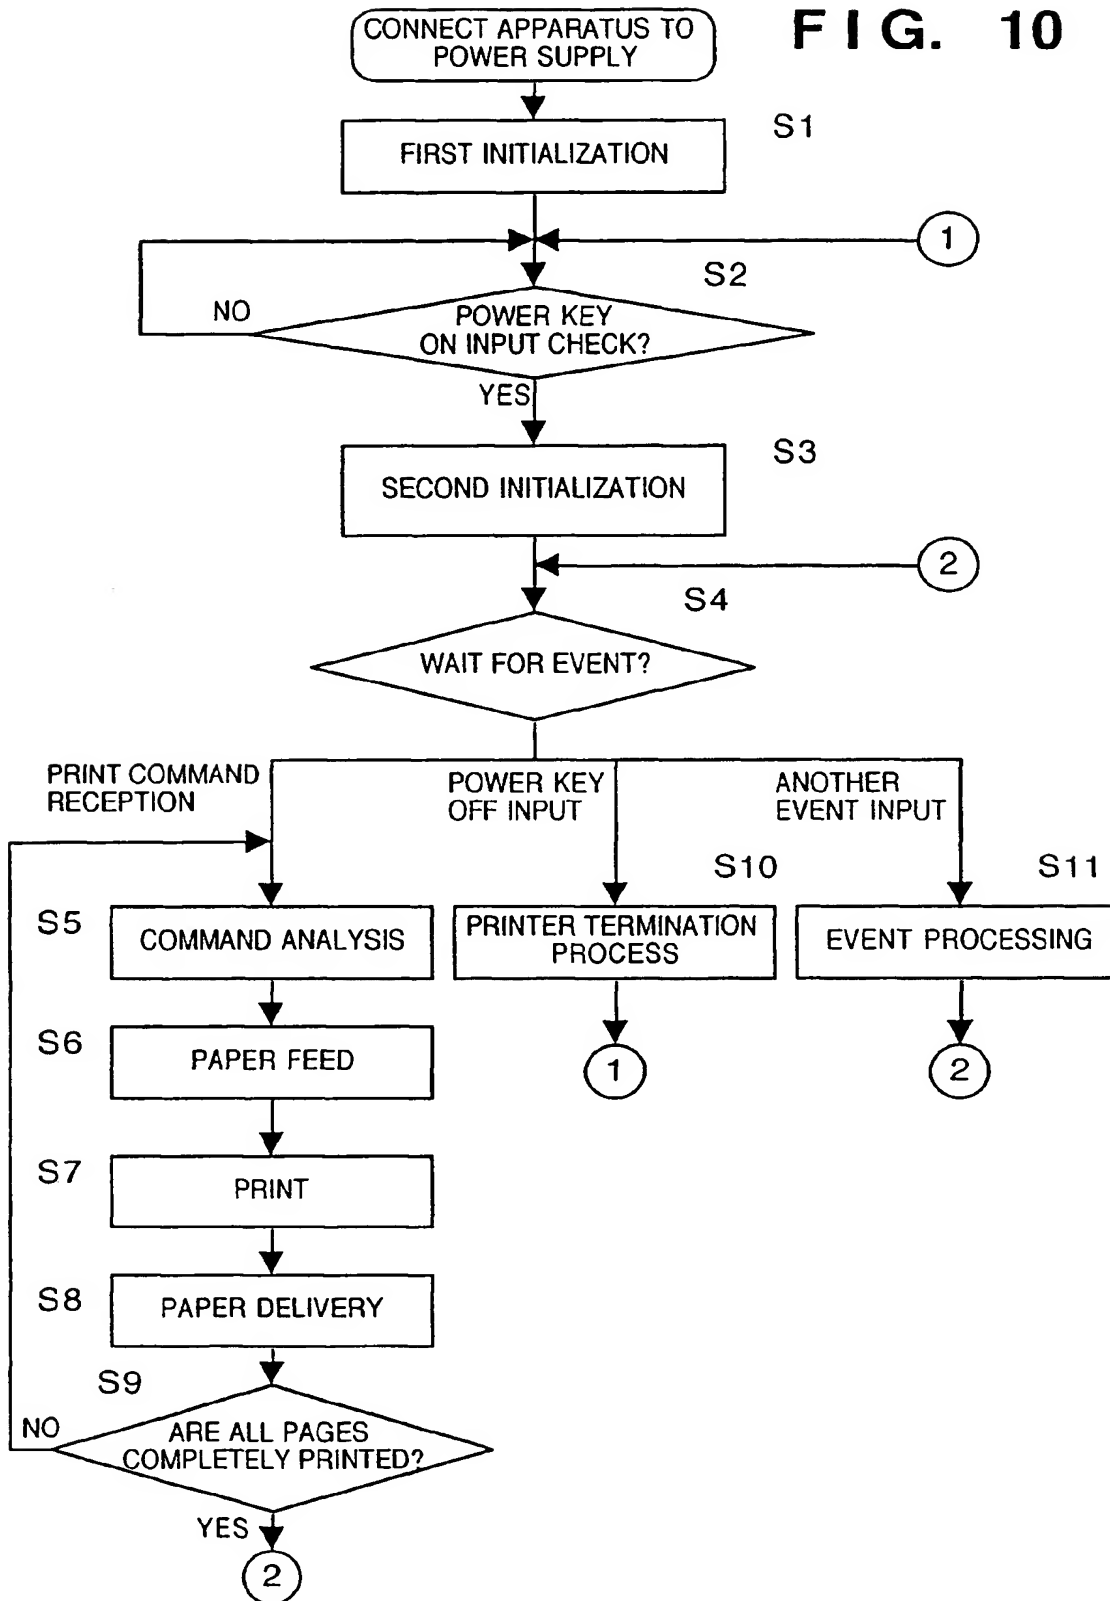 FIG. 10
CONNECT APPARATUS TO
POWER SUPPLY
S1
FIRST INITIALIZATION
1
S2
NO
POWER KEY
ON INPUT CHECK?
YES
S3
SECOND INITIALIZATION
2
S4
WAIT FOR EVENT?
PRINT COMMAND
RECEPTION
POWER KEY
OFF INPUT
ANOTHER
EVENT INPUT
S5
COMMAND ANALYSIS
S10
PRINTER TERMINATION
PROCESS
S11
EVENT PROCESSING
S6
PAPER FEED
1
2
S7
PRINT
S8
PAPER DELIVERY
S9
NO
ARE ALL PAGES
COMPLETELY PRINTED?
YES
2